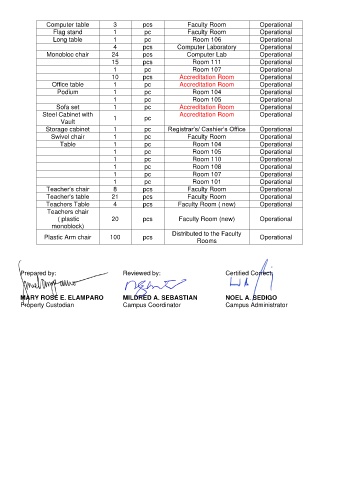 Computer table 3 pcs Faculty Room Operational
Flag stand 1 pc Faculty Room Operational
Long table 1 pc Room 106 Operational
4 pcs Computer Laboratory Operational
Monobloc chair 24 pcs Computer Lab Operational
15 pcs Room 111 Operational
1 pc Room 107 Operational
10 pcs Accreditation Room Operational
Office table 1 pc Accreditation Room Operational
Podium 1 pc Room 104 Operational
1 pc Room 105 Operational
Sofa set 1 pc Accreditation Room Operational
Steel Cabinet with Vault 1 pc Accreditation Room Operational
Storage cabinet 1 pc Registrar's/ Cashier's Office Operational
Swivel chair 1 pc Faculty Room Operational
Table 1 pc Room 104 Operational
1 pc Room 105 Operational
1 pc Room 110 Operational
1 pc Room 108 Operational
1 pc Room 107 Operational
1 pc Room 101 Operational
Teacher's chair 8 pcs Faculty Room Operational
Teacher's table 21 pcs Faculty Room Operational
Teachers Table 4 pcs Faculty Room ( new) Operational
Teachers chair ( plastic monoblock) 20 pcs Faculty Room (new) Operational
Plastic Arm chair 100 pcs Distributed to the Faculty Rooms Operational
Prepared by: Reviewed by: Certified Correct:
MARY ROSE E. ELAMPARO MILDRED A. SEBASTIAN NOEL A. BEDIGO
Property Custodian Campus Coordinator Campus Administrator